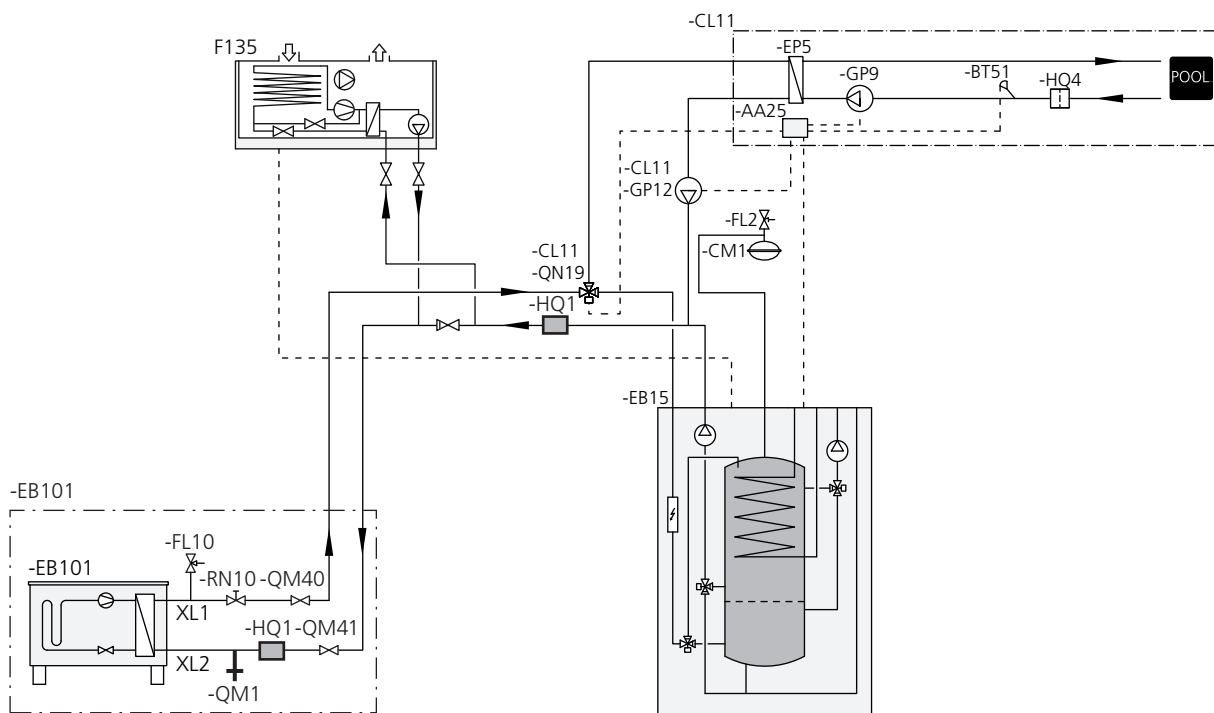 -CL11
F135
-EP5
-GP9
-BT51
-HQ4
POOL
-AA25
-CL11
-GP12
-FL2
-CM1
-CL11
-QN19
-HQ1
-EB15
-EB101
-FL10
-EB101
-RN10
-QM40
XL1
-HQ1
-QM41
XL2
-QM1